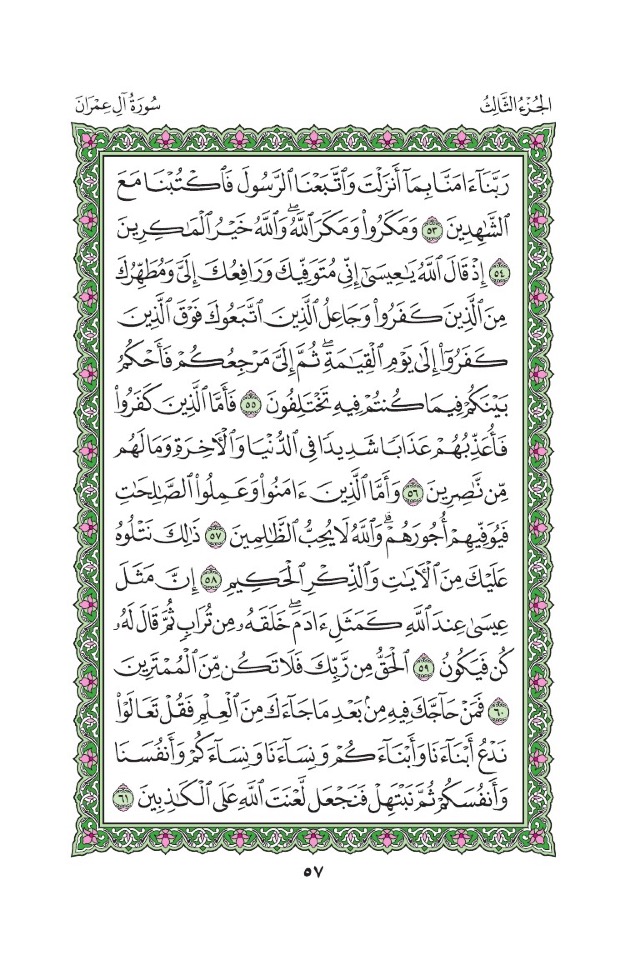 الجُزْءُ الثَّالِثُ
سُورَةُ آلِ عِمْرَانَ
رَبَّنَآ ءَامَنَّا بِمَآ أَنزَلْتَ وَٱتَّبَعْنَا ٱلرَّسُولَ فَٱكْتُبْنَا مَعَ
ٱلشَّٰهِدِينَ ٥٣ وَمَكَرُوا۟ وَمَكَرَ ٱللَّهُ ۖ وَٱللَّهُ خَيْرُ ٱلْمَٰكِرِينَ
٥٤ إِذْ قَالَ ٱللَّهُ يَٰعِيسَىٰٓ إِنِّى مُتَوَفِّيكَ وَرَافِعُكَ إِلَىَّ وَمُطَهِّرُكَ
مِنَ ٱلَّذِينَ كَفَرُوا۟ وَجَاعِلُ ٱلَّذِينَ ٱتَّبَعُوكَ فَوْقَ ٱلَّذِينَ
كَفَرُوٓا۟ إِلَىٰ يَوْمِ ٱلْقِيَٰمَةِ ۖ ثُمَّ إِلَىَّ مَرْجِعُكُمْ فَأَحْكُمُ
بَيْنَكُمْ فِيمَا كُنتُمْ فِيهِ تَخْتَلِفُونَ ٥٥ فَأَمَّا ٱلَّذِينَ كَفَرُوا۟
فَأُعَذِّبُهُمْ عَذَابًا شَدِيدًا فِى ٱلدُّنْيَا وَٱلْءَاخِرَةِ وَمَا لَهُم
مِّن نَّٰصِرِينَ ٥٦ وَأَمَّا ٱلَّذِينَ ءَامَنُوا۟ وَعَمِلُوا۟ ٱلصَّٰلِحَٰتِ
فَيُوَفِّيهِمْ أُجُورَهُمْ ۗ وَٱللَّهُ لَا يُحِبُّ ٱلظَّٰلِمِينَ ٥٧ ذَٰلِكَ نَتْلُوهُ
عَلَيْكَ مِنَ ٱلْءَايَٰتِ وَٱلذِّكْرِ ٱلْحَكِيمِ ٥٨ إِنَّ مَثَلَ
عِيسَىٰ عِندَ ٱللَّهِ كَمَثَلِ ءَادَمَ ۖ خَلَقَهُۥ مِن تُرَابٍ ثُمَّ قَالَ لَهُۥ
كُن فَيَكُونُ ٥٩ ٱلْحَقُّ مِن رَّبِّكَ فَلَا تَكُن مِّنَ ٱلْمُمْتَرِينَ
٦٠ فَمَنْ حَآجَّكَ فِيهِ مِنۢ بَعْدِ مَا جَآءَكَ مِنَ ٱلْعِلْمِ فَقُلْ تَعَالَوْا۟
نَدْعُ أَبْنَآءَنَا وَأَبْنَآءَكُمْ وَنِسَآءَنَا وَنِسَآءَكُمْ وَأَنفُسَنَا
وَأَنفُسَكُمْ ثُمَّ نَبْتَهِلْ فَنَجْعَل لَّعْنَتَ ٱللَّهِ عَلَى ٱلْكَٰذِبِينَ ٦١
٥٧